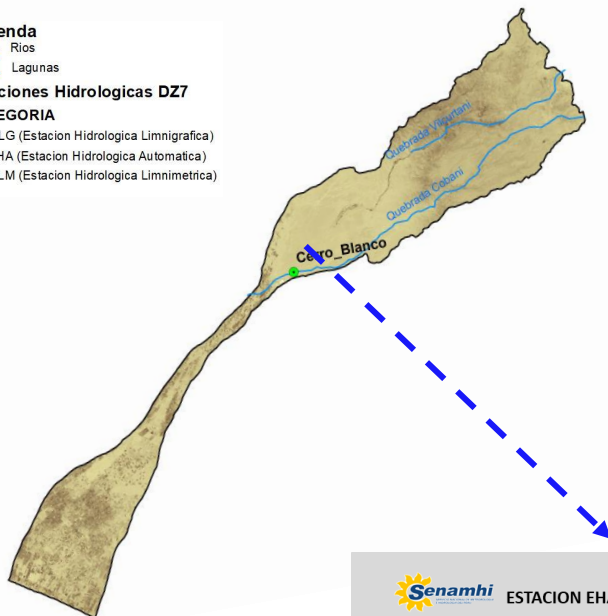 enda
Rios
Lagunas
ciones Hidrologicas DZ7
EGORIA
LG (Estacion Hidrologica Limnigrafica)
HA (Estacion Hidrologica Automatica)
LM (Estacion Hidrologica Limnimetrica)
Quebrada Vilcurtani
Quebrada Cobani
Cerro_Blanco
Senamhi
ESTACION EHA